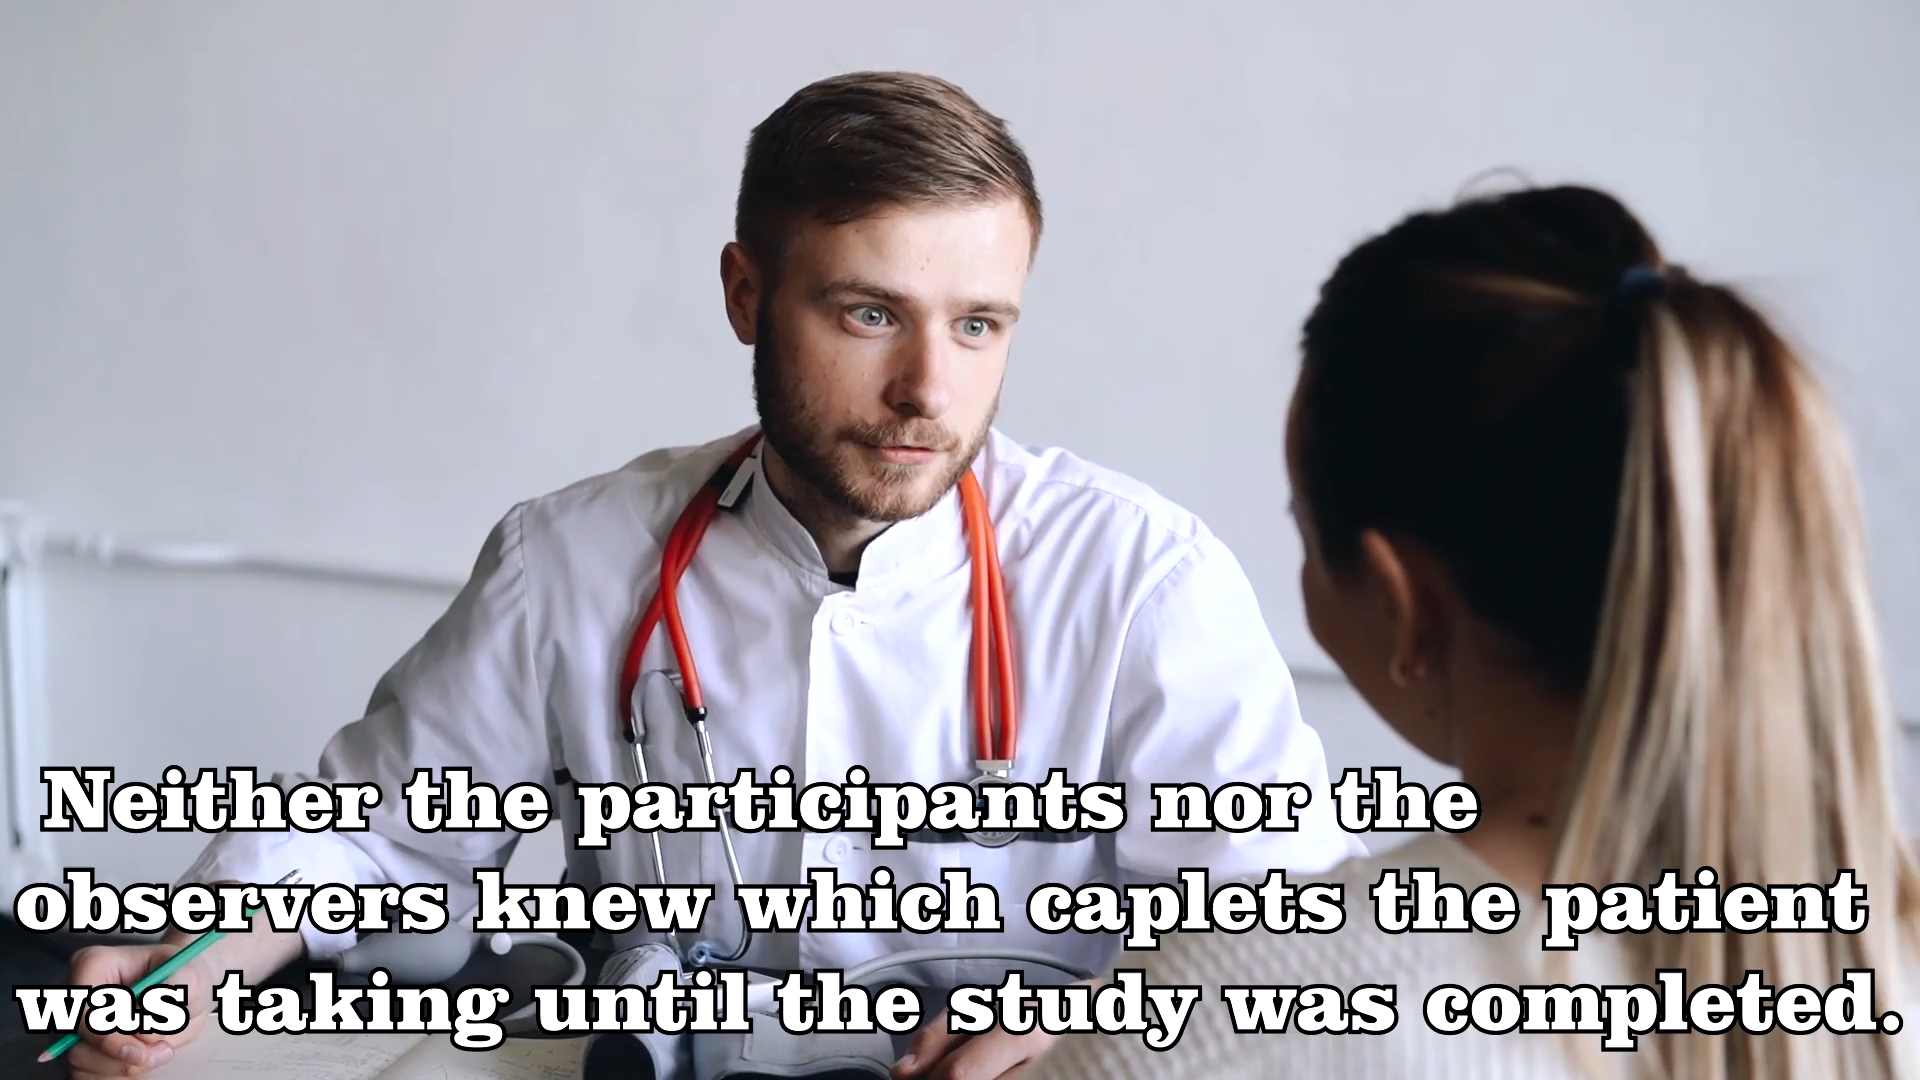 Neither the participants nor the
observers knew which caplets the patient
was taking until the study was completed.